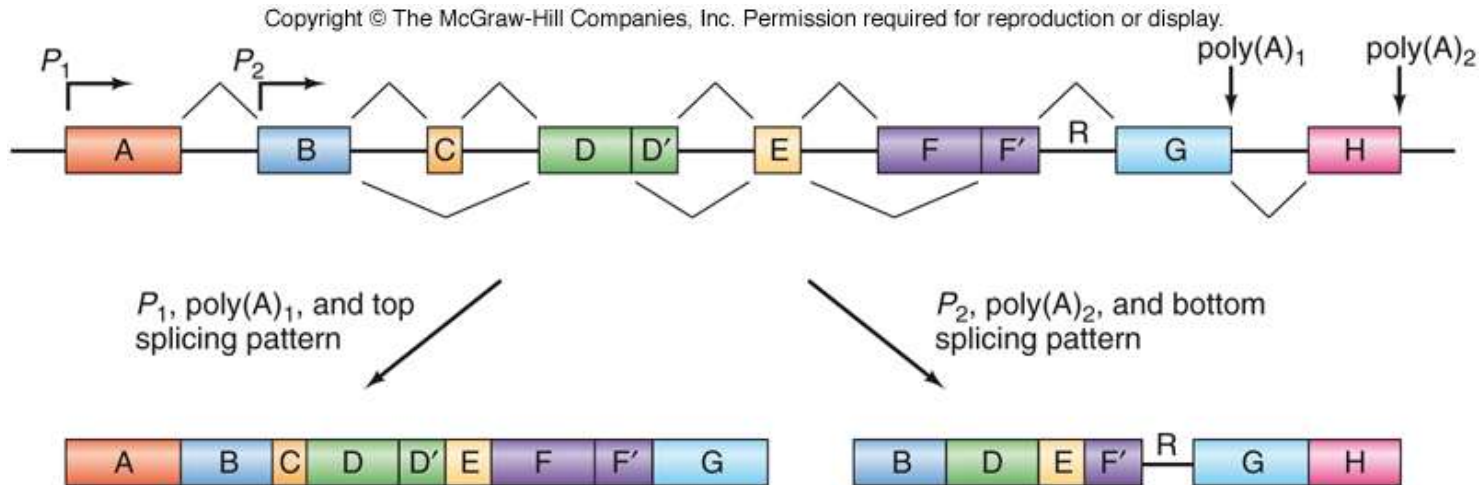 Copyright © The McGraw-Hill Companies, Inc. Permission required for reproduction or display.
P₁ P₂ poly(A)₁ poly(A)₂
A B C D D′ E F F′ R G H
P₁, poly(A)₁, and top
splicing pattern
P₂, poly(A)₂, and bottom
splicing pattern
A B C D D′ E F F′ G
B D E F′ R G H